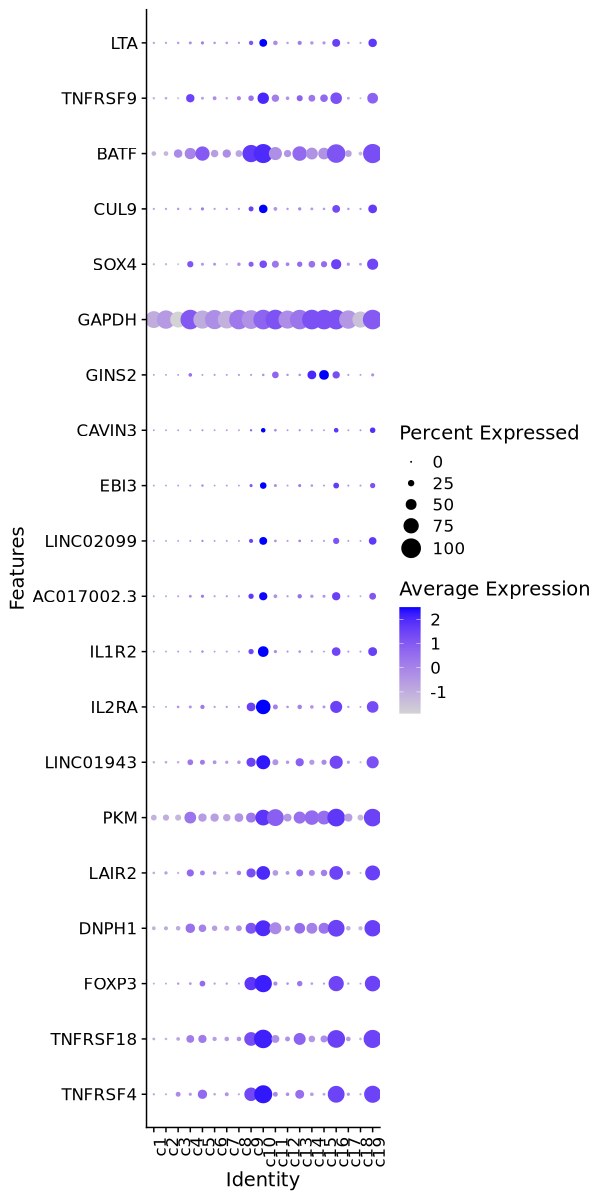 LTA
TNFRSF9
BATF
CUL9
SOX4
GAPDH
GINS2
CAVIN3
EBI3
LINC02099
AC017002.3
IL1R2
IL2RA
LINC01943
PKM
LAIR2
DNPH1
FOXP3
TNFRSF18
TNFRSF4
Features
c1 c2 c3 c4 c5 c6 c7 c8 c9 c10 c11 c12 c13 c14 c15 c16 c17 c18 c19
Identity
Percent Expressed
0
25
50
75
100
Average Expression
2
1
0
-1